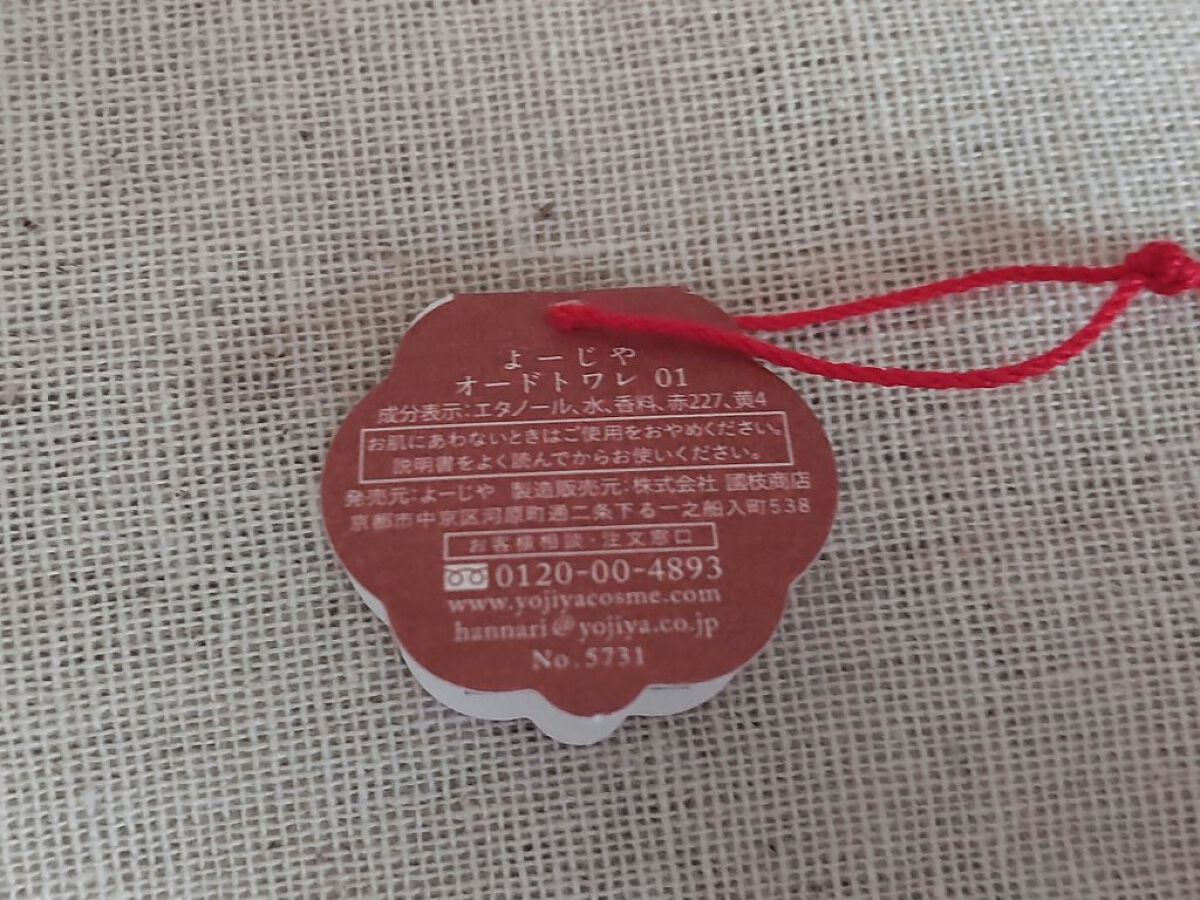 よーじや
オードトワレ 01
成分表示:エタノール、水、香料、赤227、黄4
お肌にあわないときはご使用をおやめください。
説明書をよく読んでからお使いください。
発売元:よーじや 製造販売元:株式会社 國枝商店
京都市中京区河原町通二条下る一之船入町538
お客様相談・注文窓口
0120-00-4893
www.yojiyacosme.com
hannari@yojiya.co.jp
No.5731